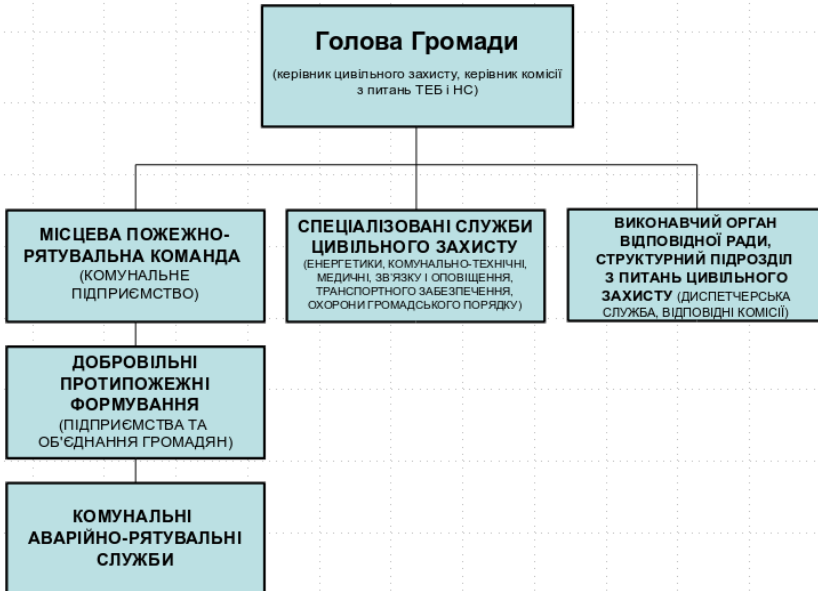 Голова Громади
(керівник цивільного захисту, керівник комісії
з питань ТЕБ і НС)
МІСЦЕВА ПОЖЕЖНО-
РЯТУВАЛЬНА КОМАНДА
(КОМУНАЛЬНЕ
ПІДПРИЄМСТВО)
СПЕЦІАЛІЗОВАНІ СЛУЖБИ
ЦИВІЛЬНОГО ЗАХИСТУ
(ЕНЕРГЕТИКИ, КОМУНАЛЬНО-ТЕХНІЧНІ,
МЕДИЧНІ, ЗВ'ЯЗКУ І ОПОВІЩЕННЯ,
ТРАНСПОРТНОГО ЗАБЕЗПЕЧЕННЯ,
ОХОРОНИ ГРОМАДСЬКОГО ПОРЯДКУ)
ВИКОНАВЧИЙ ОРГАН
ВІДПОВІДНОЇ РАДИ,
СТРУКТУРНИЙ ПІДРОЗДІЛ
З ПИТАНЬ ЦИВІЛЬНОГО
ЗАХИСТУ (ДИСПЕТЧЕРСЬКА
СЛУЖБА, ВІДПОВІДНІ КОМІСІЇ)
ДОБРОВІЛЬНІ
ПРОТИПОЖЕЖНІ
ФОРМУВАННЯ
(ПІДПРИЄМСТВА ТА
ОБ'ЄДНАННЯ ГРОМАДЯН)
КОМУНАЛЬНІ
АВАРІЙНО-РЯТУВАЛЬНІ
СЛУЖБИ